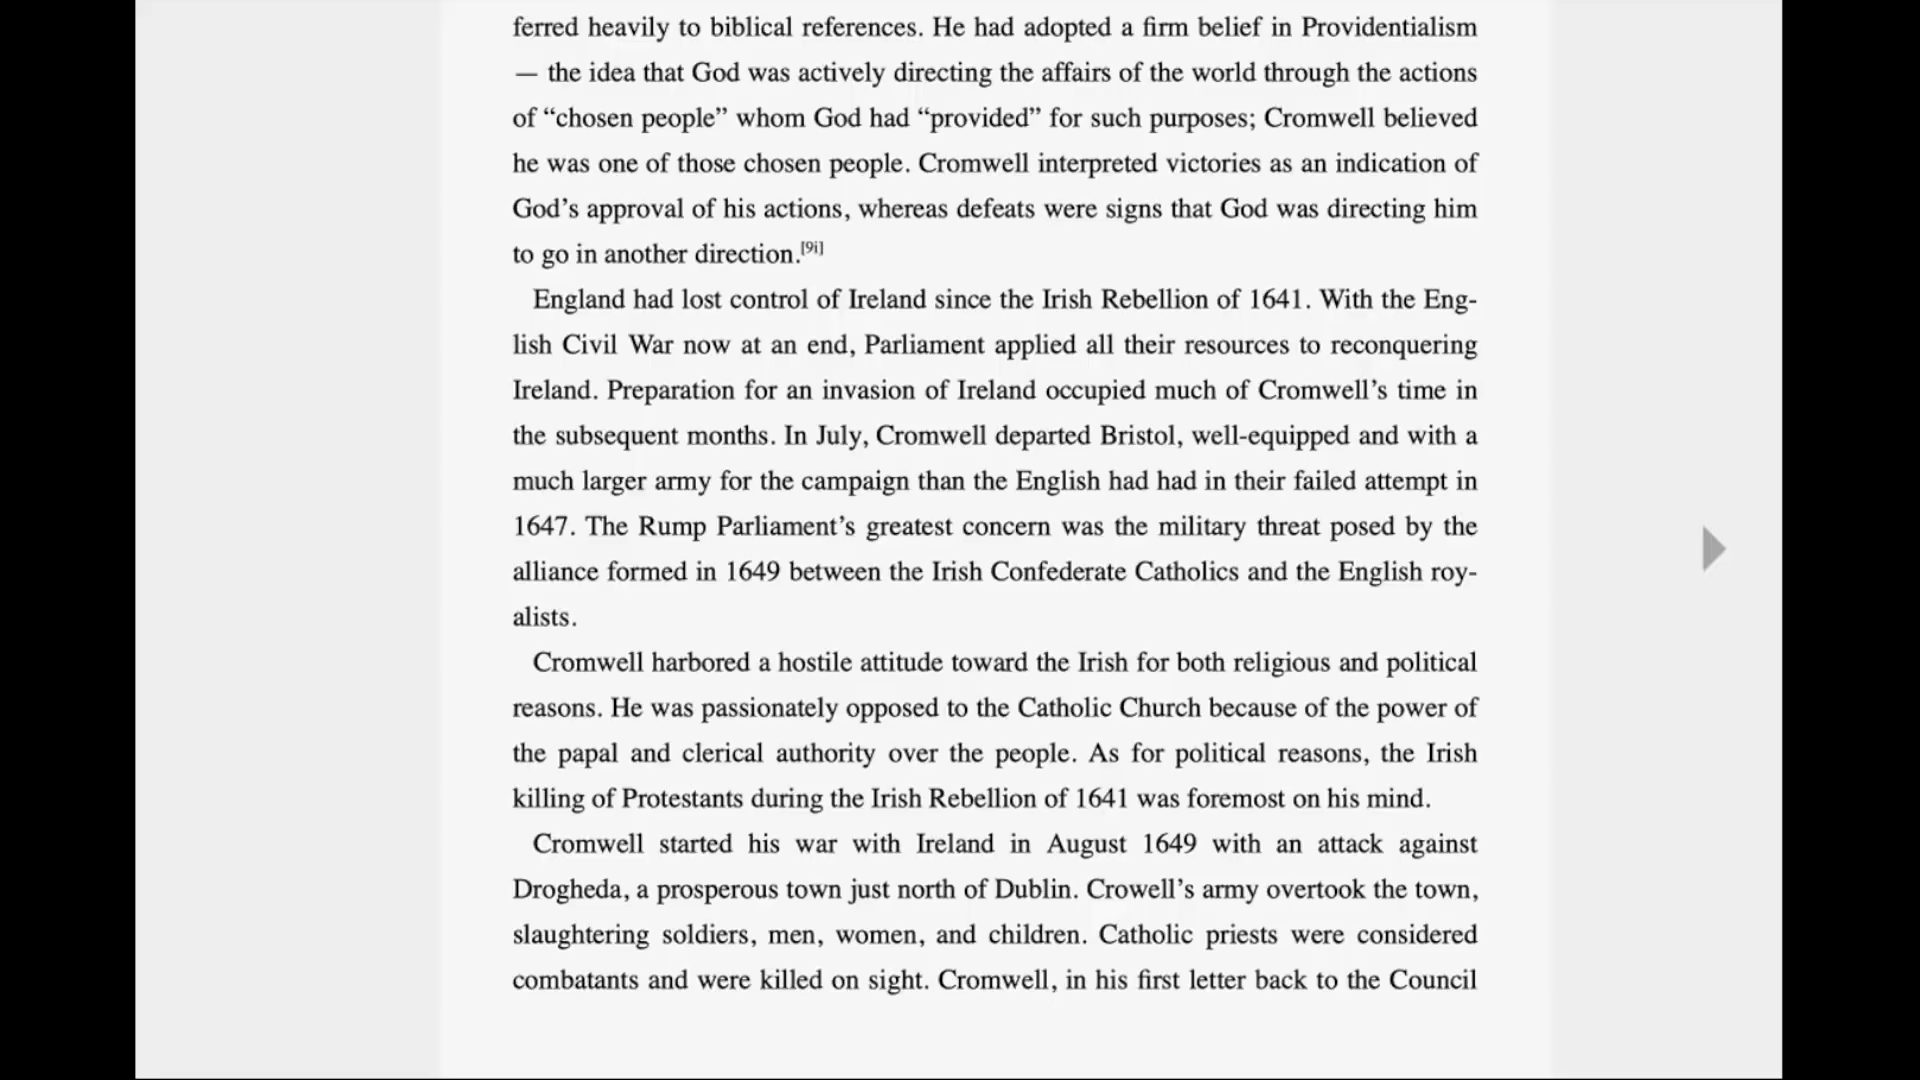 ferred heavily to biblical references. He had adopted a firm belief in Providentialism
— the idea that God was actively directing the affairs of the world through the actions
of “chosen people” whom God had “provided” for such purposes; Cromwell believed
he was one of those chosen people. Cromwell interpreted victories as an indication of
God’s approval of his actions, whereas defeats were signs that God was directing him
to go in another direction.[9i]
England had lost control of Ireland since the Irish Rebellion of 1641. With the Eng-
lish Civil War now at an end, Parliament applied all their resources to reconquering
Ireland. Preparation for an invasion of Ireland occupied much of Cromwell’s time in
the subsequent months. In July, Cromwell departed Bristol, well-equipped and with a
much larger army for the campaign than the English had had in their failed attempt in
1647. The Rump Parliament’s greatest concern was the military threat posed by the
alliance formed in 1649 between the Irish Confederate Catholics and the English roy-
alists.
Cromwell harbored a hostile attitude toward the Irish for both religious and political
reasons. He was passionately opposed to the Catholic Church because of the power of
the papal and clerical authority over the people. As for political reasons, the Irish
killing of Protestants during the Irish Rebellion of 1641 was foremost on his mind.
Cromwell started his war with Ireland in August 1649 with an attack against
Drogheda, a prosperous town just north of Dublin. Crowell’s army overtook the town,
slaughtering soldiers, men, women, and children. Catholic priests were considered
combatants and were killed on sight. Cromwell, in his first letter back to the Council